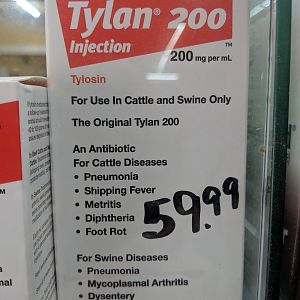 Tylan® 200
Injection
™
200 mg per mL
Tylosin
For Use In Cattle and Swine Only
The Original Tylan 200
An Antibiotic
For Cattle Diseases
• Pneumonia
• Shipping Fever
• Metritis
• Diphtheria
• Foot Rot
59.99
For Swine Diseases
• Pneumonia
• Mycoplasmal Arthritis
• Dysentery